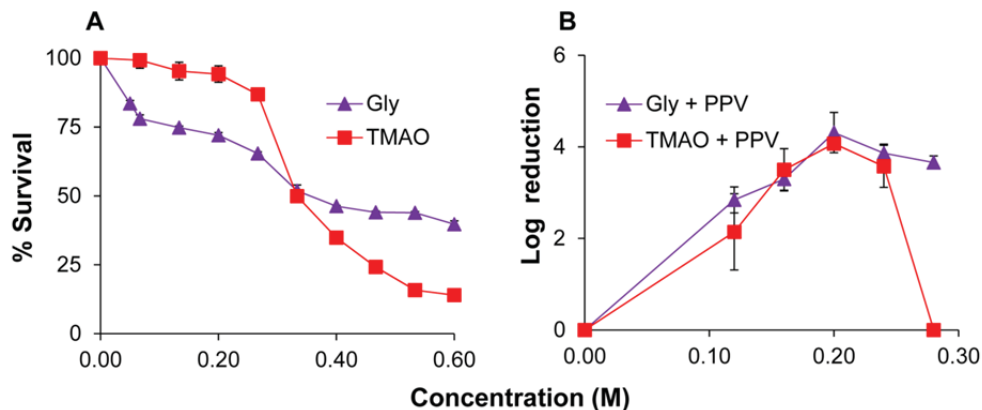 A
% Survival
100
75
50
25
0
0.00 0.20 0.40 0.60
Gly
TMAO
B
Log reduction
6
4
2
0
0.00 0.10 0.20 0.30
Gly + PPV
TMAO + PPV
Concentration (M)